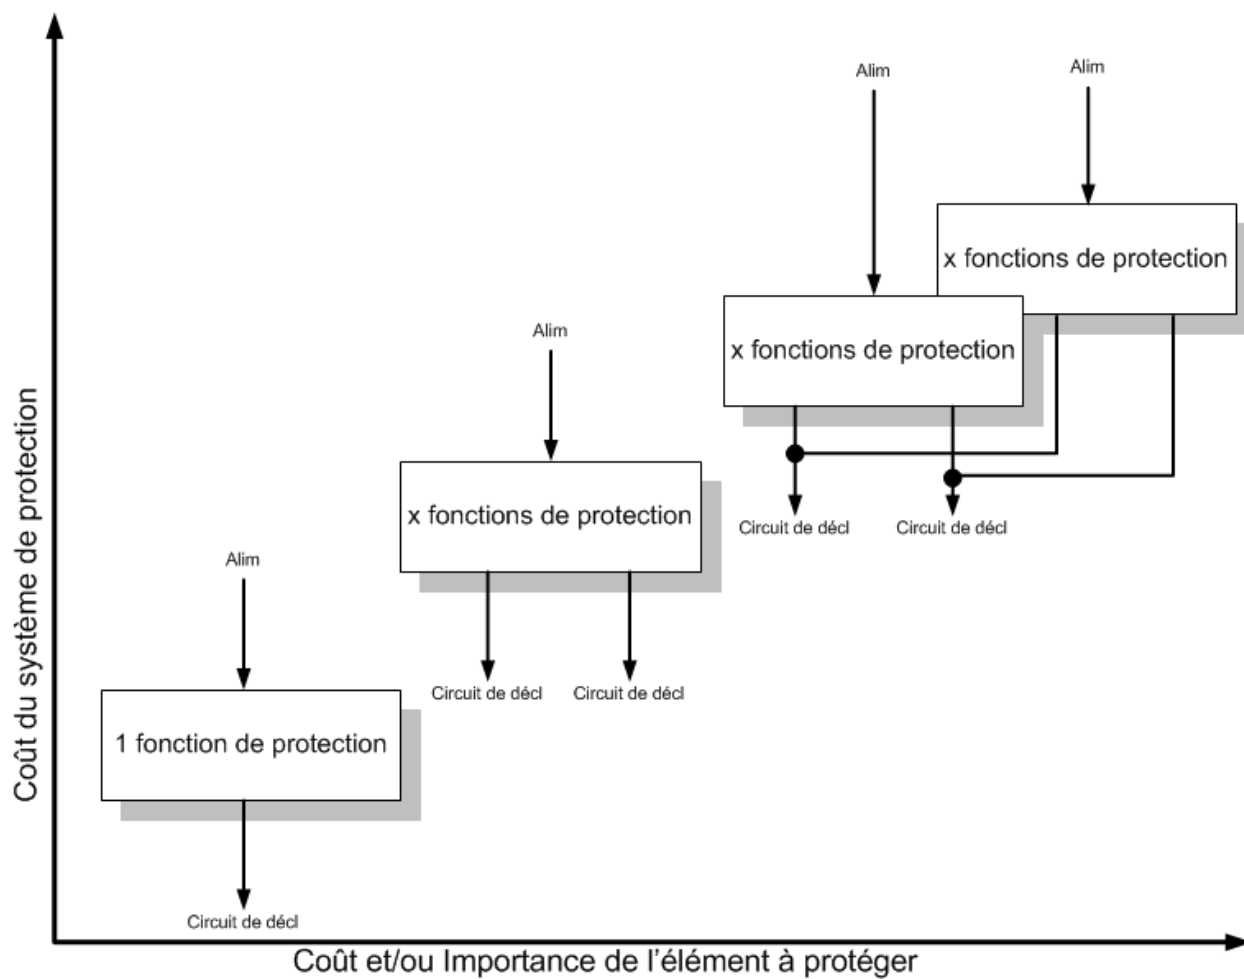 Alim
Alim
x fonctions de protection
Alim
x fonctions de protection
x fonctions de protection
Circuit de décl
Circuit de décl
Alim
Circuit de décl
Circuit de décl
1 fonction de protection
Circuit de décl
Coût du système de protection
Coût et/ou Importance de l'élément à protéger